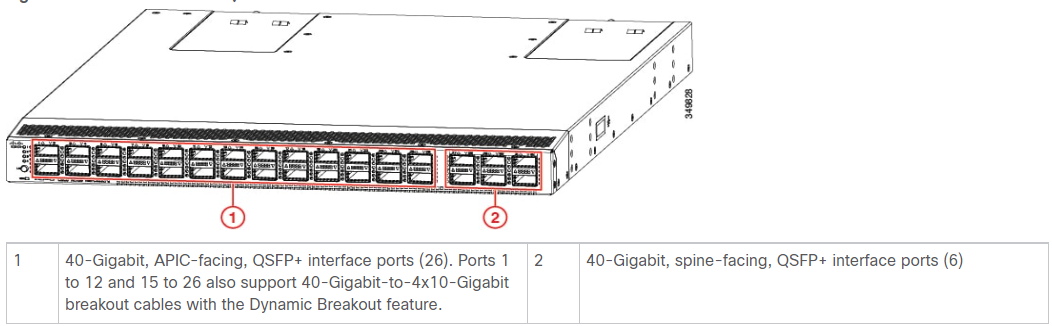 349828
1
2
1
40-Gigabit, APIC-facing, QSFP+ interface ports (26). Ports 1
to 12 and 15 to 26 also support 40-Gigabit-to-4x10-Gigabit
breakout cables with the Dynamic Breakout feature.
2
40-Gigabit, spine-facing, QSFP+ interface ports (6)